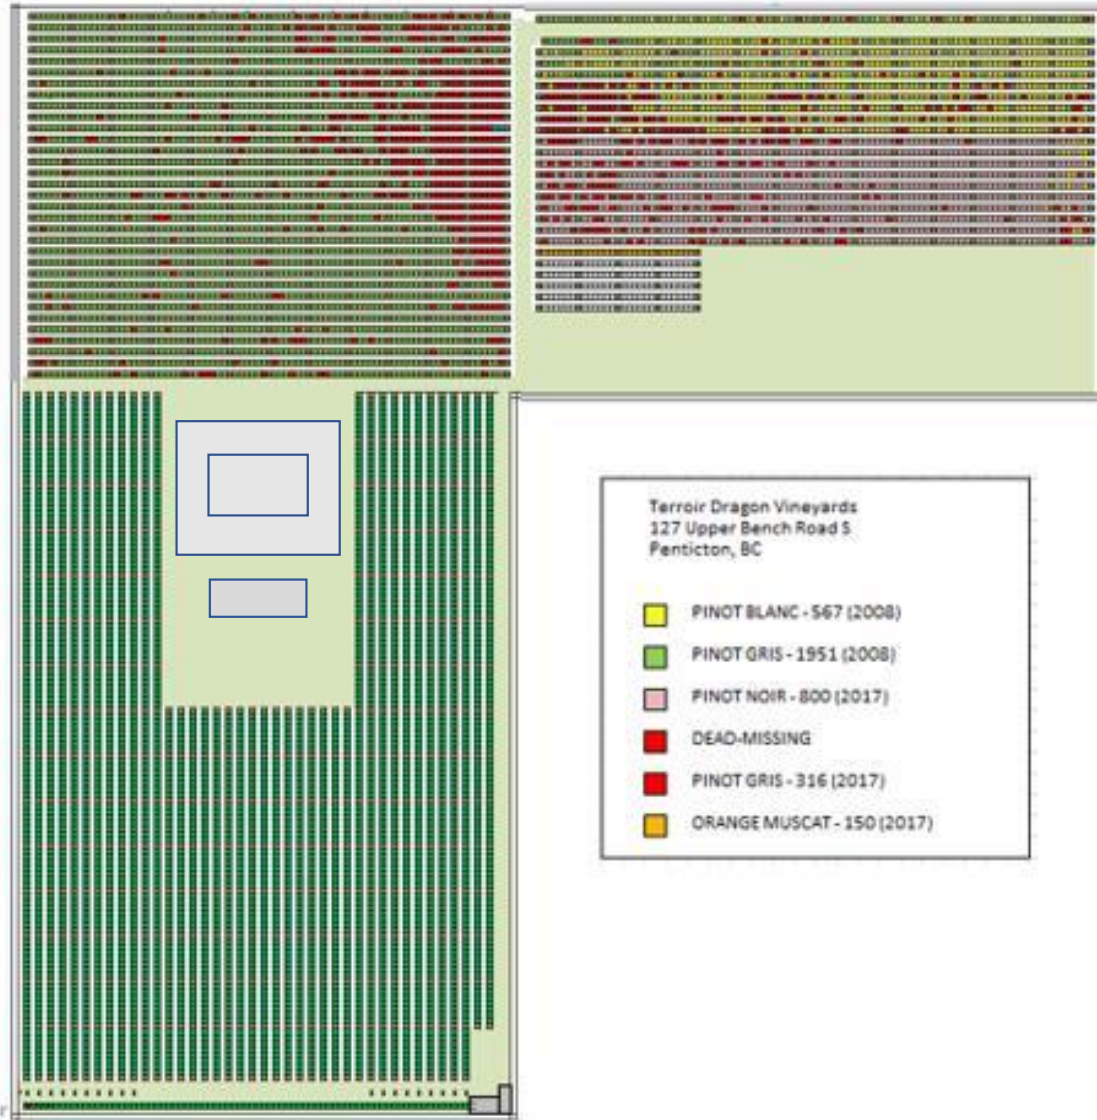 Terroir Dragon Vineyards
127 Upper Bench Road S
Penticton, BC
PINOT BLANC - 567 (2008)
PINOT GRIS - 1951 (2008)
PINOT NOIR - 800 (2017)
DEAD-MISSING
PINOT GRIS - 316 (2017)
ORANGE MUSCAT - 150 (2017)
r